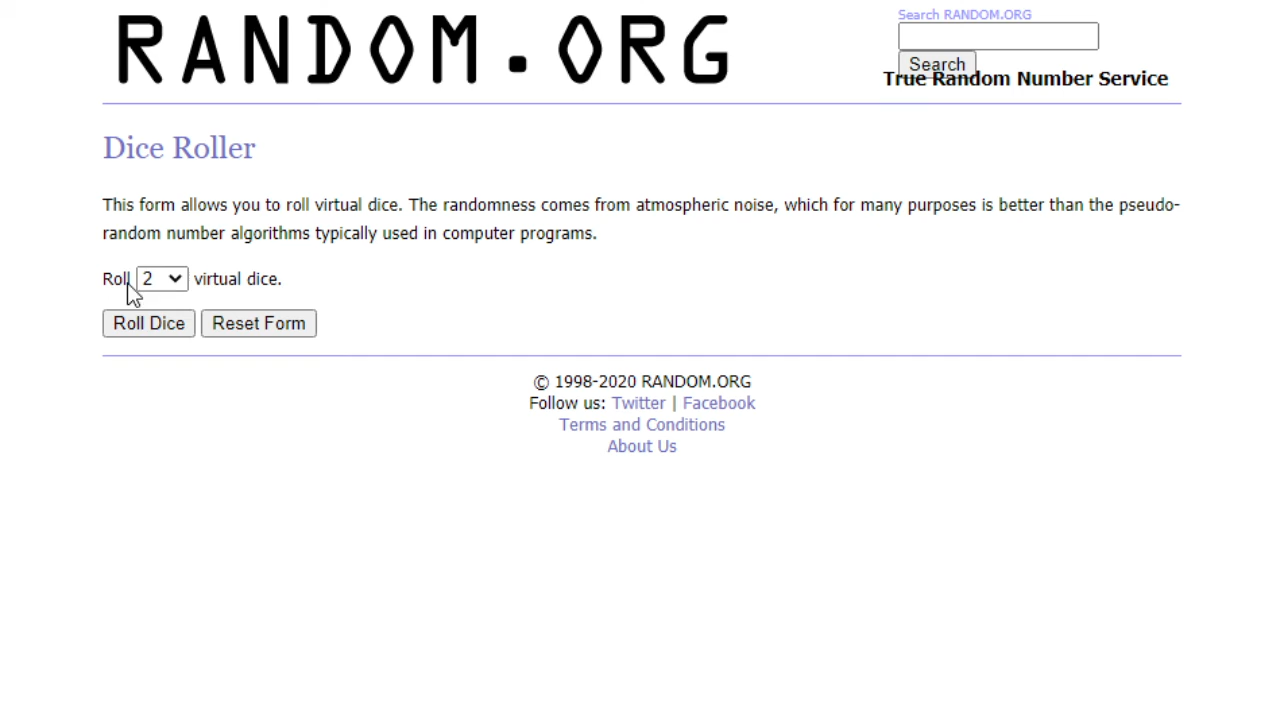 RANDOM.ORG
Search RANDOM.ORG
Search
True Random Number Service
Dice Roller
This form allows you to roll virtual dice. The randomness comes from atmospheric noise, which for many purposes is better than the pseudo-
random number algorithms typically used in computer programs.
Roll 2 virtual dice.
Roll Dice Reset Form
© 1998-2020 RANDOM.ORG
Follow us: Twitter | Facebook
Terms and Conditions
About Us